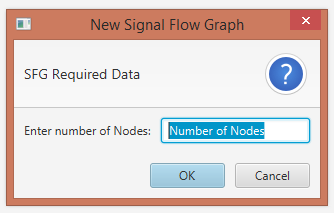 New Signal Flow Graph
SFG Required Data
Enter number of Nodes: Number of Nodes
OK Cancel